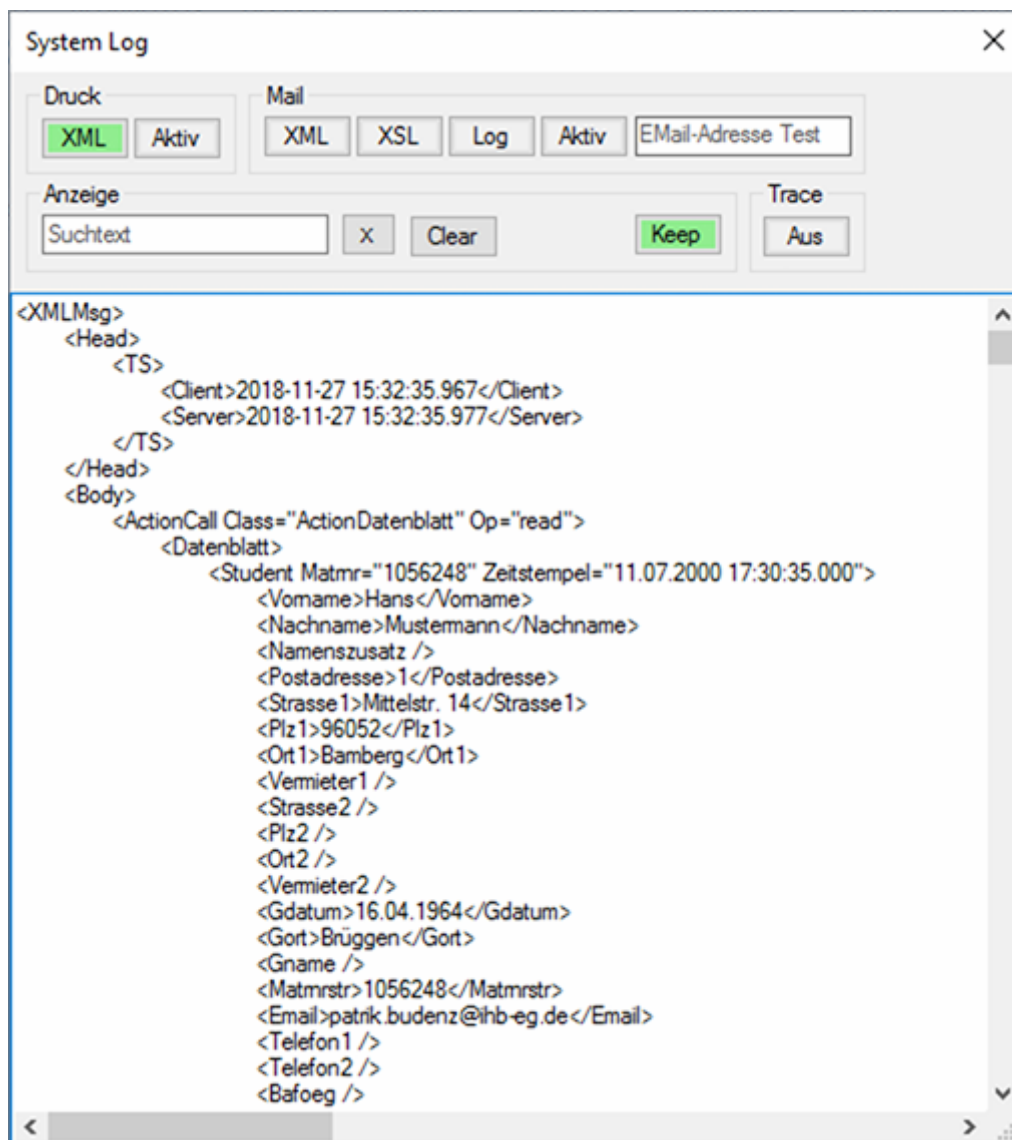 System Log
Druck
Mail
XML Aktiv
XML XSL Log Aktiv EMail-Adresse Test
Anzeige
Trace
Suchtext X Clear Keep
Aus
<XMLMsg>
<Head>
<TS>
<Client>2018-11-27 15:32:35.967</Client>
<Server>2018-11-27 15:32:35.977</Server>
</TS>
</Head>
<Body>
<ActionCall Class="ActionDatenblatt" Op="read">
<Datenblatt>
<Student Matrnr="1056248" Zeitstempel="11.07.2000 17:30:35.000">
<Vorname>Hans</Vorname>
<Nachname>Mustermann</Nachname>
<Namenszusatz />
<Postadresse>1</Postadresse>
<Strasse1>Mittelstr. 14</Strasse1>
<Plz1>96052</Plz1>
<Ort1>Bamberg</Ort1>
<Vermieter1 />
<Strasse2 />
<Plz2 />
<Ort2 />
<Vermieter2 />
<Gdatum>16.04.1964</Gdatum>
<Gort>Brüggen</Gort>
<Gname />
<Matrnrstr>1056248</Matrnrstr>
<Email>patrik.budenz@ihb-eg.de</Email>
<Telefon1 />
<Telefon2 />
<Bafoeg />